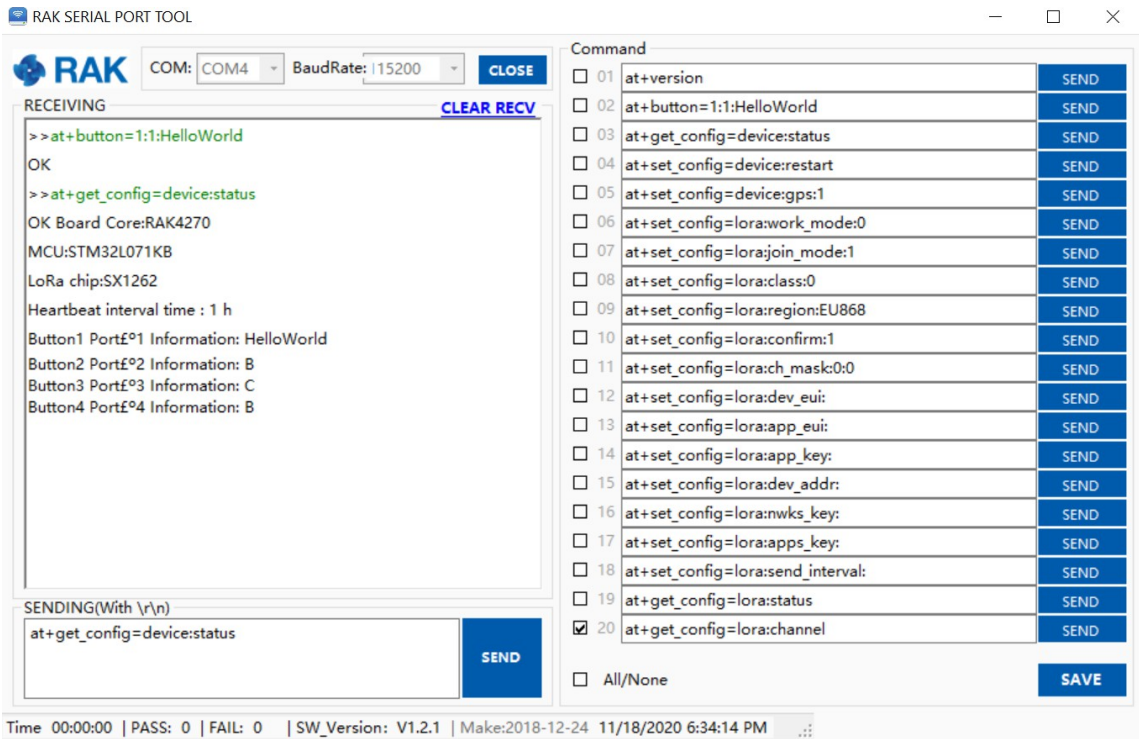 RAK SERIAL PORT TOOL
RAK COM: COM4 BaudRate: 115200 CLOSE
RECEIVING CLEAR RECV
>>at+button=1:1:HelloWorld
OK
>>at+get_config=device:status
OK Board Core:RAK4270
MCU:STM32L071KB
LoRa chip:SX1262
Heartbeat interval time : 1 h
Button1 Port£º1 Information: HelloWorld
Button2 Port£º2 Information: B
Button3 Port£º3 Information: C
Button4 Port£º4 Information: B
SENDING(With \r\n)
at+get_config=device:status
SEND
Command
01 at+version SEND
02 at+button=1:1:HelloWorld SEND
03 at+get_config=device:status SEND
04 at+set_config=device:restart SEND
05 at+set_config=device:gps:1 SEND
06 at+set_config=lora:work_mode:0 SEND
07 at+set_config=lora:join_mode:1 SEND
08 at+set_config=lora:class:0 SEND
09 at+set_config=lora:region:EU868 SEND
10 at+set_config=lora:confirm:1 SEND
11 at+set_config=lora:ch_mask:0:0 SEND
12 at+set_config=lora:dev_eui: SEND
13 at+set_config=lora:app_eui: SEND
14 at+set_config=lora:app_key: SEND
15 at+set_config=lora:dev_addr: SEND
16 at+set_config=lora:nwks_key: SEND
17 at+set_config=lora:apps_key: SEND
18 at+set_config=lora:send_interval: SEND
19 at+get_config=lora:status SEND
20 at+get_config=lora:channel SEND
All/None SAVE
Time 00:00:00 | PASS: 0 | FAIL: 0 | SW_Version: V1.2.1 | Make:2018-12-24 11/18/2020 6:34:14 PM